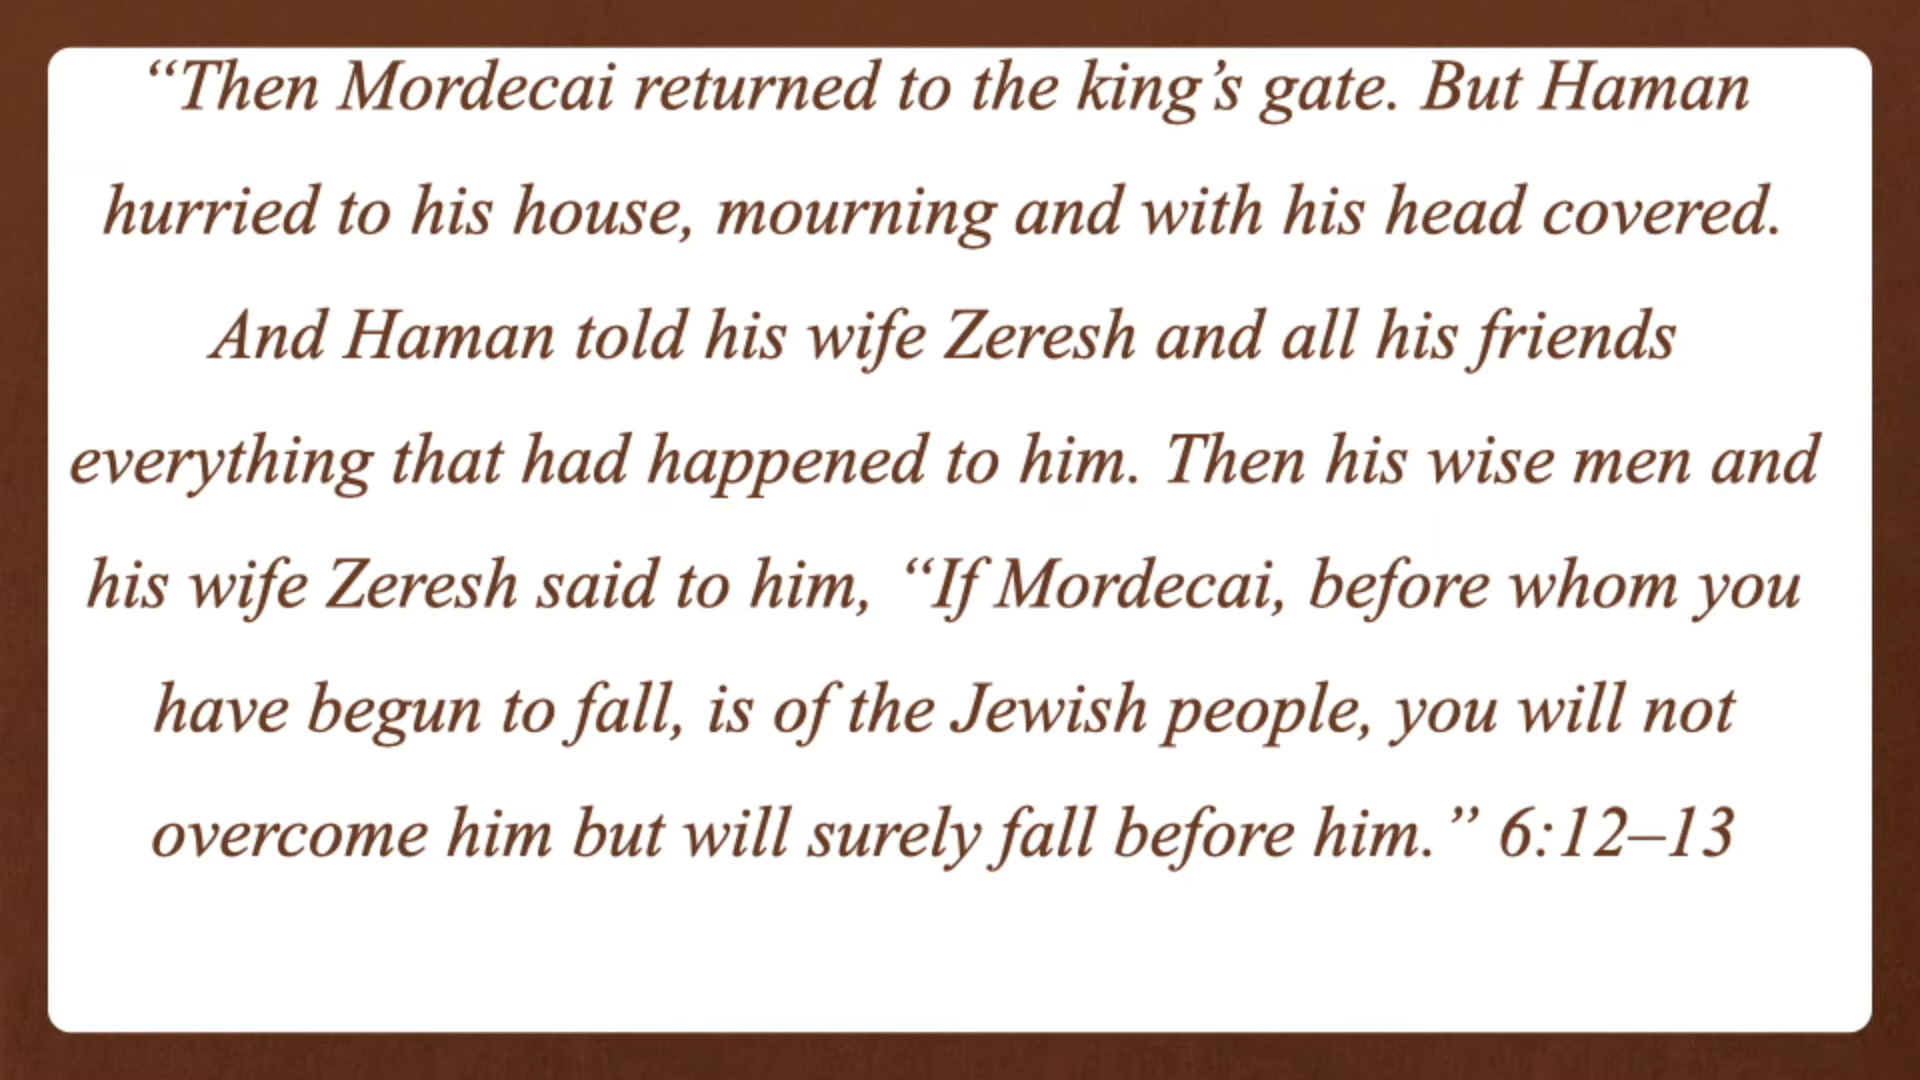 “Then Mordecai returned to the king’s gate. But Haman
hurried to his house, mourning and with his head covered.
And Haman told his wife Zeresh and all his friends
everything that had happened to him. Then his wise men and
his wife Zeresh said to him, “If Mordecai, before whom you
have begun to fall, is of the Jewish people, you will not
overcome him but will surely fall before him.” 6:12–13